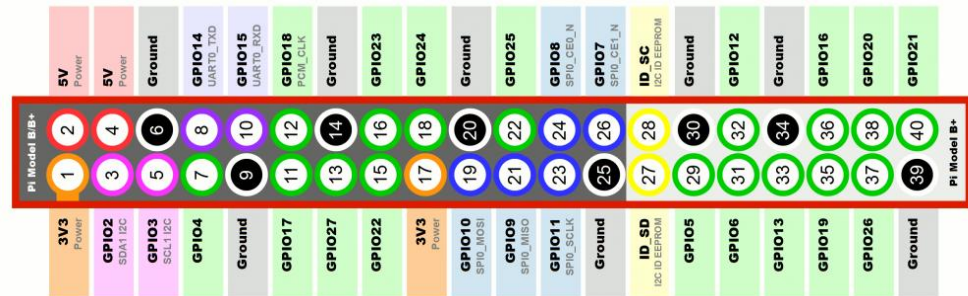 5V
Power
5V
Power
Ground
GPIO14
UART0_TXD
GPIO15
UART0_RXD
GPIO18
PCM_CLK
Ground
GPIO23
GPIO24
Ground
GPIO25
GPIO8
SPI0_CE0_N
GPIO7
SPI0_CE1_N
ID_SC
I2C ID EEPROM
Ground
GPIO12
Ground
GPIO16
GPIO20
GPIO21
Pi Model B/B+
2 4 6 8 10 12 14 16 18 20 22 24 26 28 30 32 34 36 38 40
1 3 5 7 9 11 13 15 17 19 21 23 25 27 29 31 33 35 37 39
Pi Model B+
3V3
Power
GPIO2
SDA1 I2C
GPIO3
SCL1 I2C
GPIO4
Ground
GPIO17
GPIO27
GPIO22
3V3
Power
GPIO10
SPI0_MOSI
GPIO9
SPI0_MISO
GPIO11
SPI0_SCLK
Ground
ID_SD
I2C ID EEPROM
GPIO5
GPIO6
GPIO13
GPIO19
GPIO26
Ground